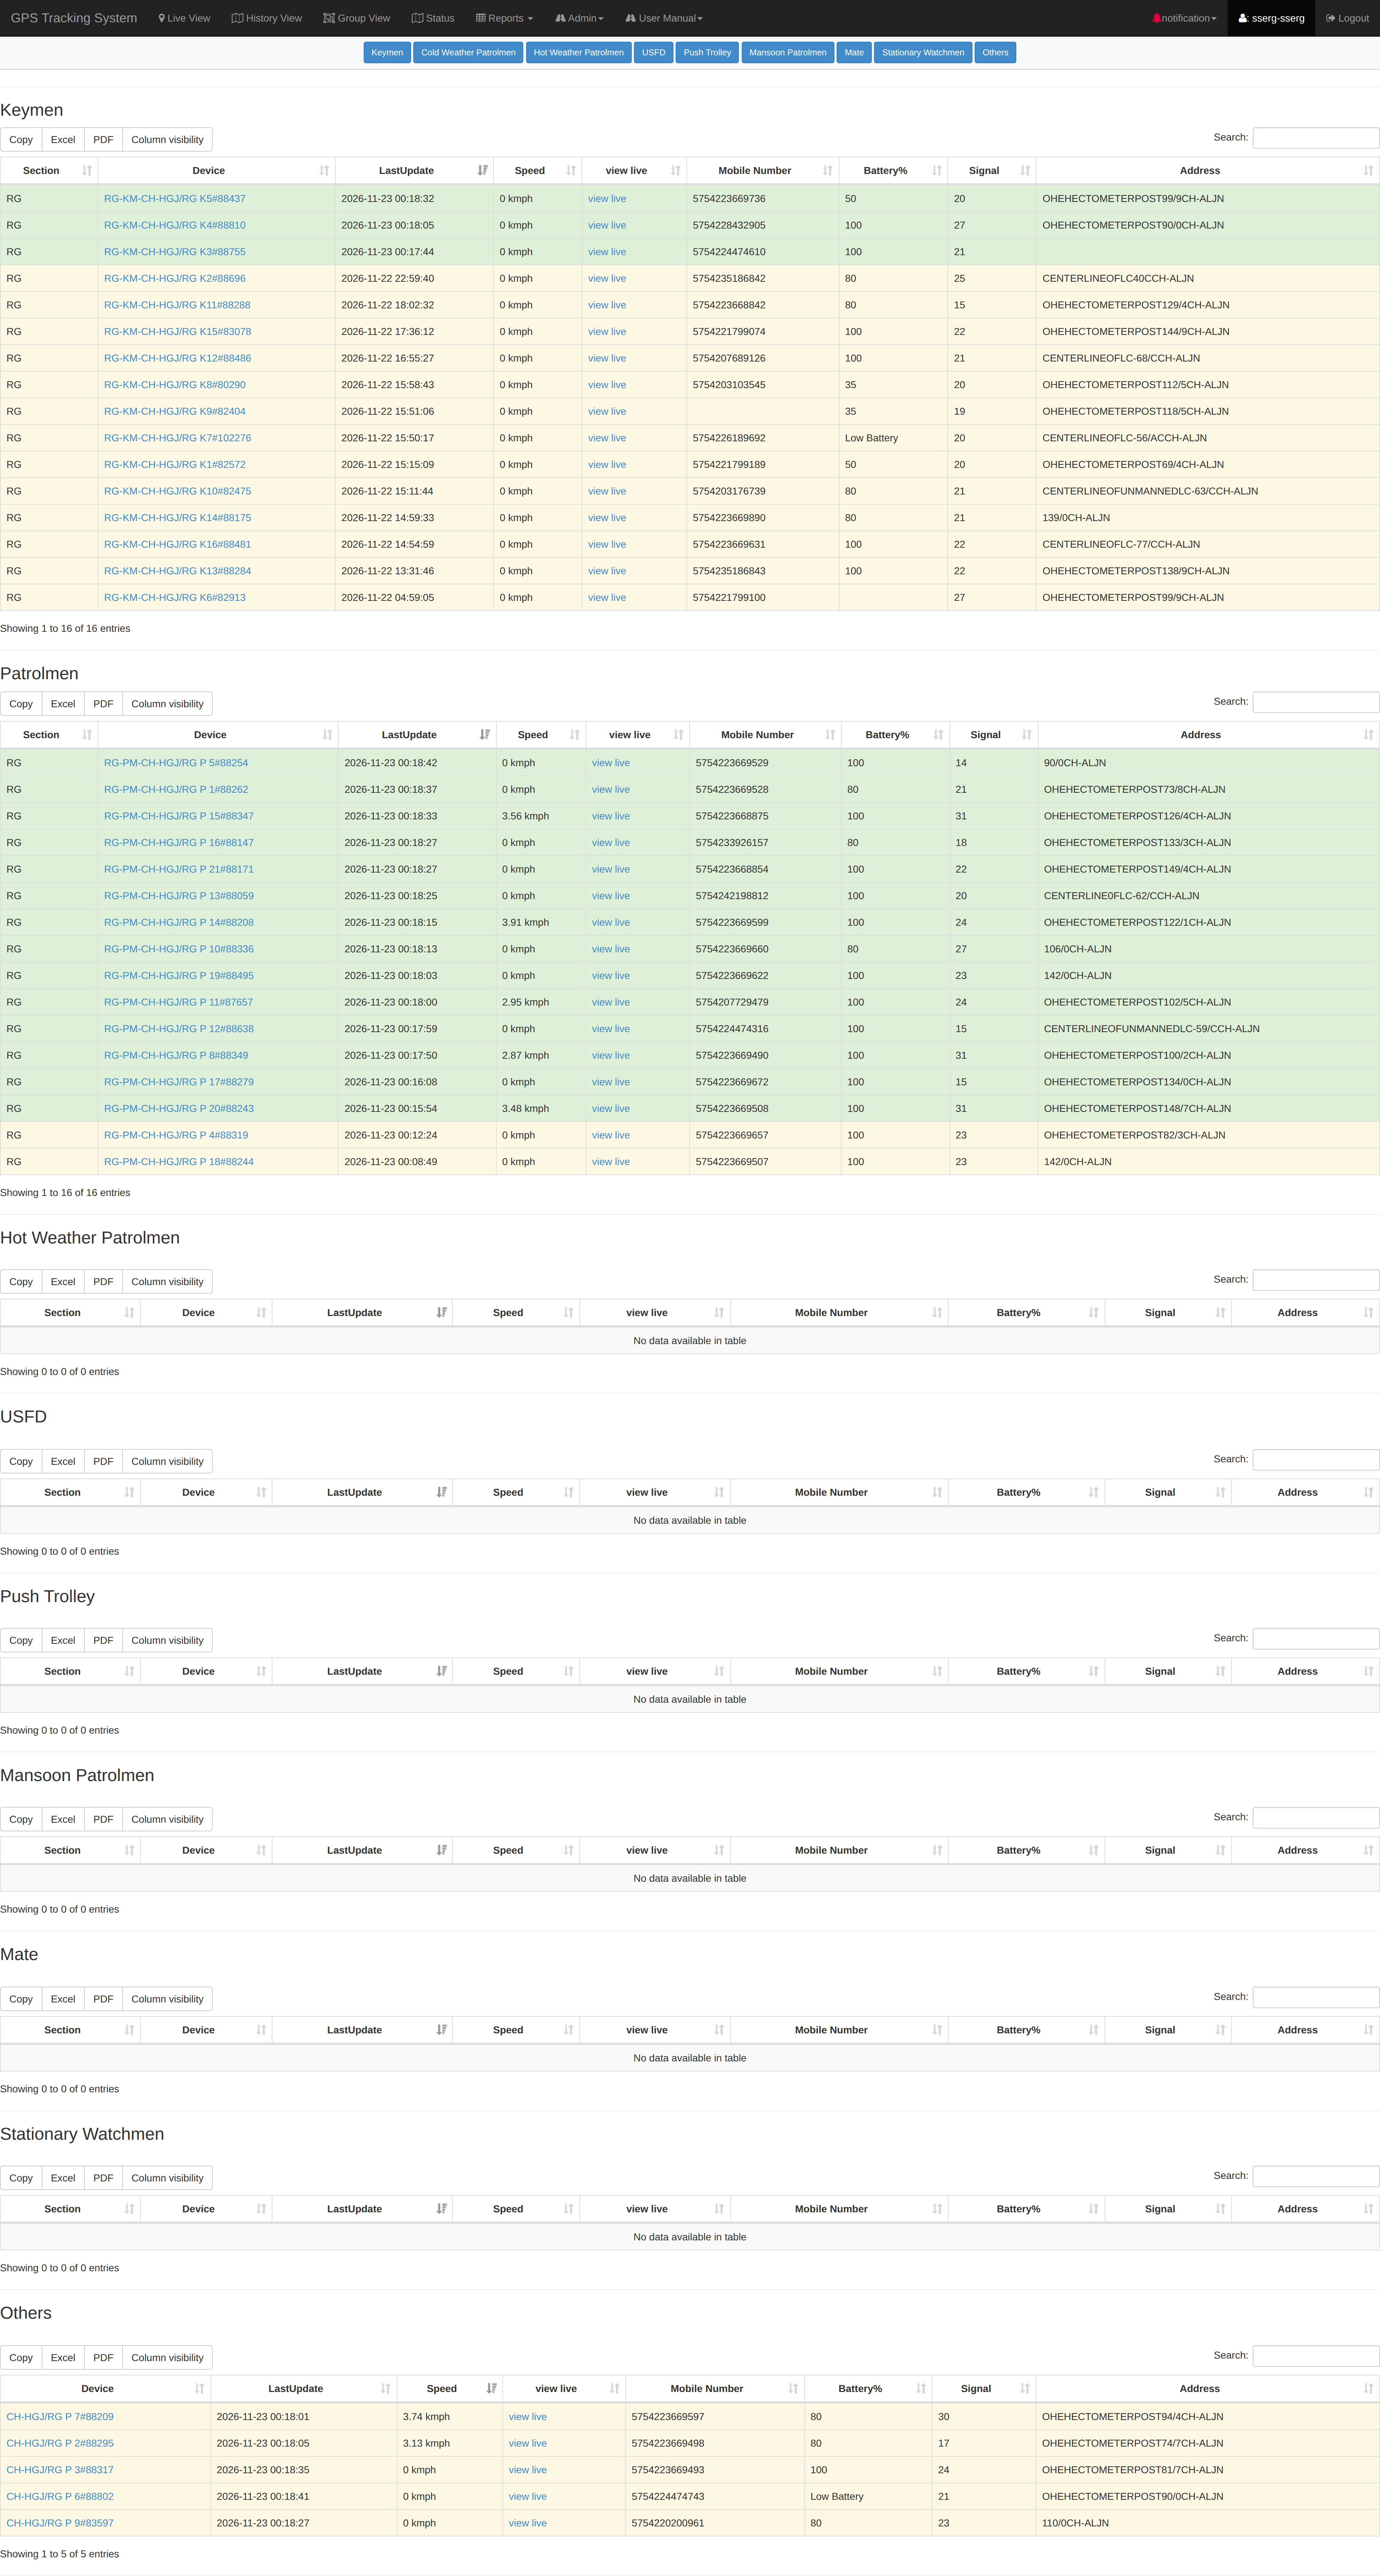 GPS Tracking System Live View History View Group View Status Reports Admin User Manual notification : sserg-sserg Logout
Keymen Cold Weather Patrolmen Hot Weather Patrolmen USFD Push Trolley Mansoon Patrolmen Mate Stationary Watchmen Others
Keymen
Copy Excel PDF Column visibility Search:
Section Device LastUpdate Speed view live Mobile Number Battery% Signal Address
RG RG-KM-CH-HGJ/RG K5#88437 2026-11-23 00:18:32 0 kmph view live 5754223669736 50 20 OHEHECTOMETERPOST99/9CH-ALJN
RG RG-KM-CH-HGJ/RG K4#88810 2026-11-23 00:18:05 0 kmph view live 5754228432905 100 27 OHEHECTOMETERPOST90/0CH-ALJN
RG RG-KM-CH-HGJ/RG K3#88755 2026-11-23 00:17:44 0 kmph view live 5754224474610 100 21
RG RG-KM-CH-HGJ/RG K2#88696 2026-11-22 22:59:40 0 kmph view live 5754235186842 80 25 CENTERLINEOFLC40CCH-ALJN
RG RG-KM-CH-HGJ/RG K11#88288 2026-11-22 18:02:32 0 kmph view live 5754223668842 80 15 OHEHECTOMETERPOST129/4CH-ALJN
RG RG-KM-CH-HGJ/RG K15#83078 2026-11-22 17:36:12 0 kmph view live 5754221799074 100 22 OHEHECTOMETERPOST144/9CH-ALJN
RG RG-KM-CH-HGJ/RG K12#88486 2026-11-22 16:55:27 0 kmph view live 5754207689126 100 21 CENTERLINEOFLC-68/CCH-ALJN
RG RG-KM-CH-HGJ/RG K8#80290 2026-11-22 15:58:43 0 kmph view live 5754203103545 35 20 OHEHECTOMETERPOST112/5CH-ALJN
RG RG-KM-CH-HGJ/RG K9#82404 2026-11-22 15:51:06 0 kmph view live 35 19 OHEHECTOMETERPOST118/5CH-ALJN
RG RG-KM-CH-HGJ/RG K7#102276 2026-11-22 15:50:17 0 kmph view live 5754226189692 Low Battery 20 CENTERLINEOFLC-56/ACCH-ALJN
RG RG-KM-CH-HGJ/RG K1#82572 2026-11-22 15:15:09 0 kmph view live 5754221799189 50 20 OHEHECTOMETERPOST69/4CH-ALJN
RG RG-KM-CH-HGJ/RG K10#82475 2026-11-22 15:11:44 0 kmph view live 5754203176739 80 21 CENTERLINEOFUNMANNEDLC-63/CCH-ALJN
RG RG-KM-CH-HGJ/RG K14#88175 2026-11-22 14:59:33 0 kmph view live 5754223669890 80 21 139/0CH-ALJN
RG RG-KM-CH-HGJ/RG K16#88481 2026-11-22 14:54:59 0 kmph view live 5754223669631 100 22 CENTERLINEOFLC-77/CCH-ALJN
RG RG-KM-CH-HGJ/RG K13#88284 2026-11-22 13:31:46 0 kmph view live 5754235186843 100 22 OHEHECTOMETERPOST138/9CH-ALJN
RG RG-KM-CH-HGJ/RG K6#82913 2026-11-22 04:59:05 0 kmph view live 5754221799100 27 OHEHECTOMETERPOST99/9CH-ALJN
Showing 1 to 16 of 16 entries
Patrolmen
Copy Excel PDF Column visibility Search:
Section Device LastUpdate Speed view live Mobile Number Battery% Signal Address
RG RG-PM-CH-HGJ/RG P 5#88254 2026-11-23 00:18:42 0 kmph view live 5754223669529 100 14 90/0CH-ALJN
RG RG-PM-CH-HGJ/RG P 1#88262 2026-11-23 00:18:37 0 kmph view live 5754223669528 80 21 OHEHECTOMETERPOST73/8CH-ALJN
RG RG-PM-CH-HGJ/RG P 15#88347 2026-11-23 00:18:33 3.56 kmph view live 5754223668875 100 31 OHEHECTOMETERPOST126/4CH-ALJN
RG RG-PM-CH-HGJ/RG P 16#88147 2026-11-23 00:18:27 0 kmph view live 5754233926157 80 18 OHEHECTOMETERPOST133/3CH-ALJN
RG RG-PM-CH-HGJ/RG P 21#88171 2026-11-23 00:18:27 0 kmph view live 5754223668854 100 22 OHEHECTOMETERPOST149/4CH-ALJN
RG RG-PM-CH-HGJ/RG P 13#88059 2026-11-23 00:18:25 0 kmph view live 5754242198812 100 20 CENTERLINE0FLC-62/CCH-ALJN
RG RG-PM-CH-HGJ/RG P 14#88208 2026-11-23 00:18:15 3.91 kmph view live 5754223669599 100 24 OHEHECTOMETERPOST122/1CH-ALJN
RG RG-PM-CH-HGJ/RG P 10#88336 2026-11-23 00:18:13 0 kmph view live 5754223669660 80 27 106/0CH-ALJN
RG RG-PM-CH-HGJ/RG P 19#88495 2026-11-23 00:18:03 0 kmph view live 5754223669622 100 23 142/0CH-ALJN
RG RG-PM-CH-HGJ/RG P 11#87657 2026-11-23 00:18:00 2.95 kmph view live 5754207729479 100 24 OHEHECTOMETERPOST102/5CH-ALJN
RG RG-PM-CH-HGJ/RG P 12#88638 2026-11-23 00:17:59 0 kmph view live 5754224474316 100 15 CENTERLINEOFUNMANNEDLC-59/CCH-ALJN
RG RG-PM-CH-HGJ/RG P 8#88349 2026-11-23 00:17:50 2.87 kmph view live 5754223669490 100 31 OHEHECTOMETERPOST100/2CH-ALJN
RG RG-PM-CH-HGJ/RG P 17#88279 2026-11-23 00:16:08 0 kmph view live 5754223669672 100 15 OHEHECTOMETERPOST134/0CH-ALJN
RG RG-PM-CH-HGJ/RG P 20#88243 2026-11-23 00:15:54 3.48 kmph view live 5754223669508 100 31 OHEHECTOMETERPOST148/7CH-ALJN
RG RG-PM-CH-HGJ/RG P 4#88319 2026-11-23 00:12:24 0 kmph view live 5754223669657 100 23 OHEHECTOMETERPOST82/3CH-ALJN
RG RG-PM-CH-HGJ/RG P 18#88244 2026-11-23 00:08:49 0 kmph view live 5754223669507 100 23 142/0CH-ALJN
Showing 1 to 16 of 16 entries
Hot Weather Patrolmen
Copy Excel PDF Column visibility Search:
Section Device LastUpdate Speed view live Mobile Number Battery% Signal Address
No data available in table
Showing 0 to 0 of 0 entries
USFD
Copy Excel PDF Column visibility Search:
Section Device LastUpdate Speed view live Mobile Number Battery% Signal Address
No data available in table
Showing 0 to 0 of 0 entries
Push Trolley
Copy Excel PDF Column visibility Search:
Section Device LastUpdate Speed view live Mobile Number Battery% Signal Address
No data available in table
Showing 0 to 0 of 0 entries
Mansoon Patrolmen
Copy Excel PDF Column visibility Search:
Section Device LastUpdate Speed view live Mobile Number Battery% Signal Address
No data available in table
Showing 0 to 0 of 0 entries
Mate
Copy Excel PDF Column visibility Search:
Section Device LastUpdate Speed view live Mobile Number Battery% Signal Address
No data available in table
Showing 0 to 0 of 0 entries
Stationary Watchmen
Copy Excel PDF Column visibility Search:
Section Device LastUpdate Speed view live Mobile Number Battery% Signal Address
No data available in table
Showing 0 to 0 of 0 entries
Others
Copy Excel PDF Column visibility Search:
Device LastUpdate Speed view live Mobile Number Battery% Signal Address
CH-HGJ/RG P 7#88209 2026-11-23 00:18:01 3.74 kmph view live 5754223669597 80 30 OHEHECTOMETERPOST94/4CH-ALJN
CH-HGJ/RG P 2#88295 2026-11-23 00:18:05 3.13 kmph view live 5754223669498 80 17 OHEHECTOMETERPOST74/7CH-ALJN
CH-HGJ/RG P 3#88317 2026-11-23 00:18:35 0 kmph view live 5754223669493 100 24 OHEHECTOMETERPOST81/7CH-ALJN
CH-HGJ/RG P 6#88802 2026-11-23 00:18:41 0 kmph view live 5754224474743 Low Battery 21 OHEHECTOMETERPOST90/0CH-ALJN
CH-HGJ/RG P 9#83597 2026-11-23 00:18:27 0 kmph view live 5754220200961 80 23 110/0CH-ALJN
Showing 1 to 5 of 5 entries